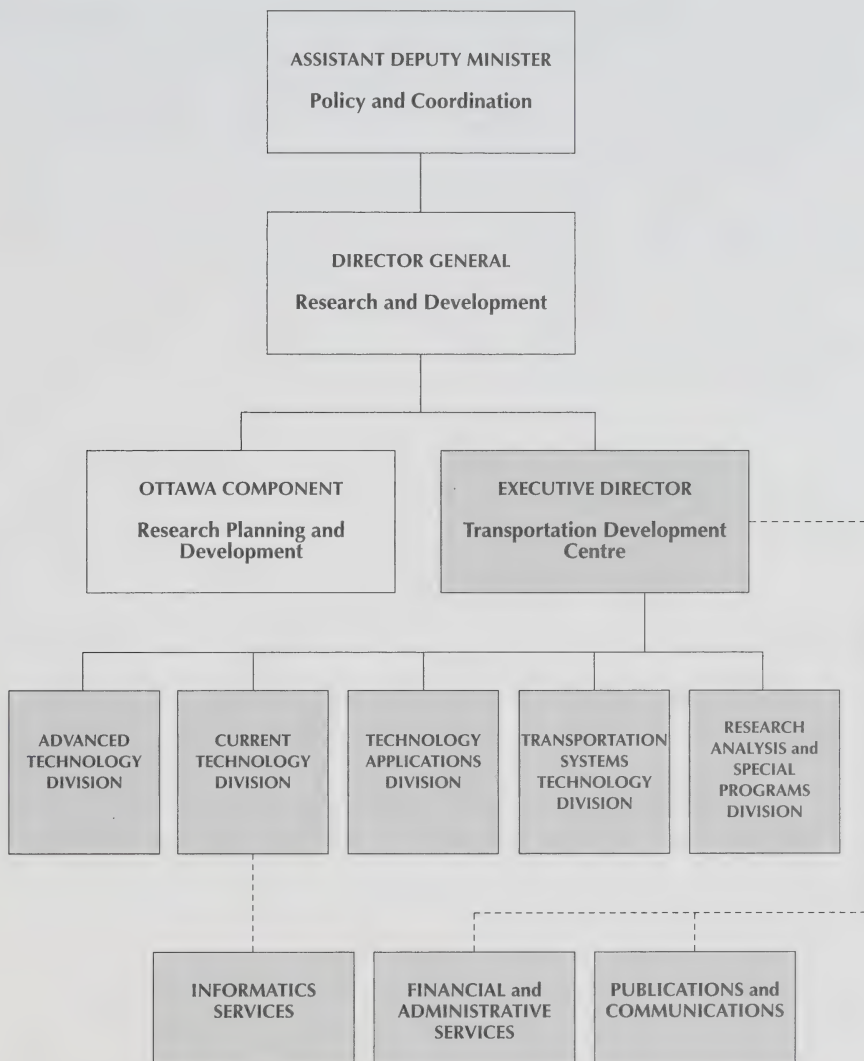 ASSISTANT DEPUTY MINISTER
Policy and Coordination
DIRECTOR GENERAL
Research and Development
OTTAWA COMPONENT
Research Planning and
Development
EXECUTIVE DIRECTOR
Transportation Development
Centre
ADVANCED
TECHNOLOGY
DIVISION
CURRENT
TECHNOLOGY
DIVISION
TECHNOLOGY
APPLICATIONS
DIVISION
TRANSPORTATION
SYSTEMS
TECHNOLOGY
DIVISION
RESEARCH
ANALYSIS and
SPECIAL
PROGRAMS
DIVISION
INFORMATICS
SERVICES
FINANCIAL and
ADMINISTRATIVE
SERVICES
PUBLICATIONS and
COMMUNICATIONS